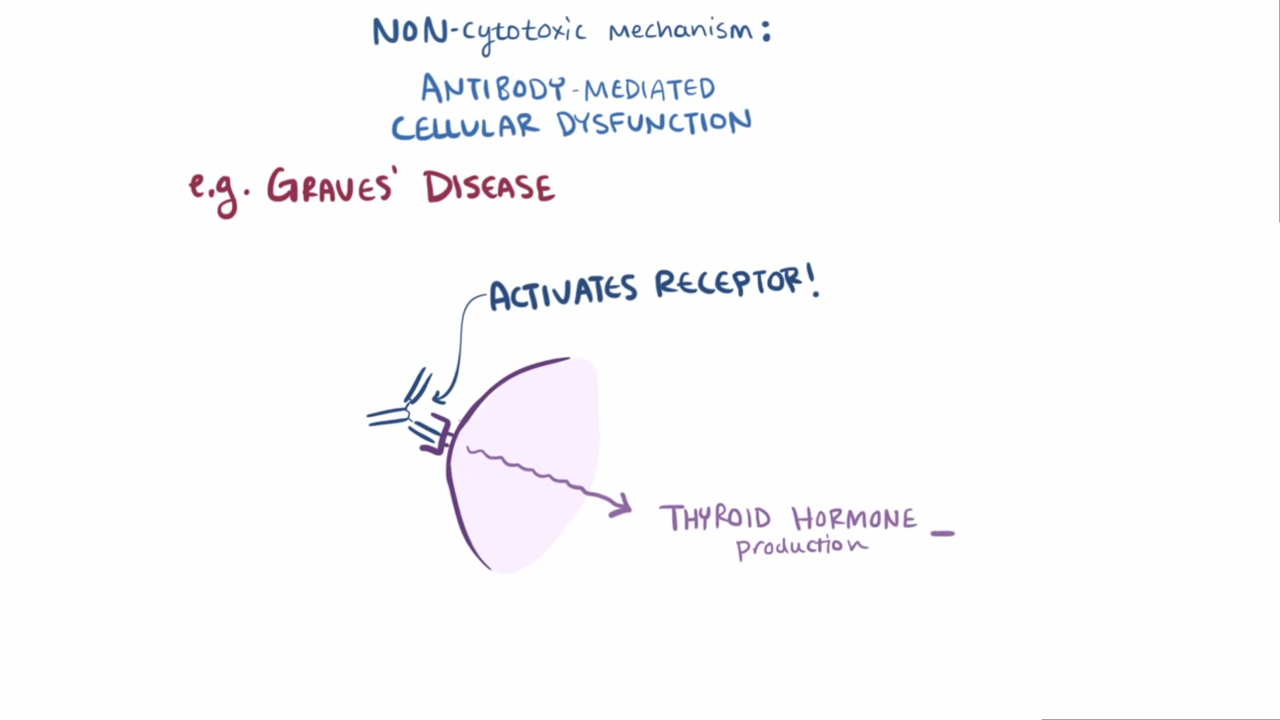 NON-cytotoxic mechanism:
ANTIBODY-MEDIATED
CELLULAR DYSFUNCTION
e.g. GRAVES' DISEASE
ACTIVATES RECEPTOR!
THYROID HORMONE
production